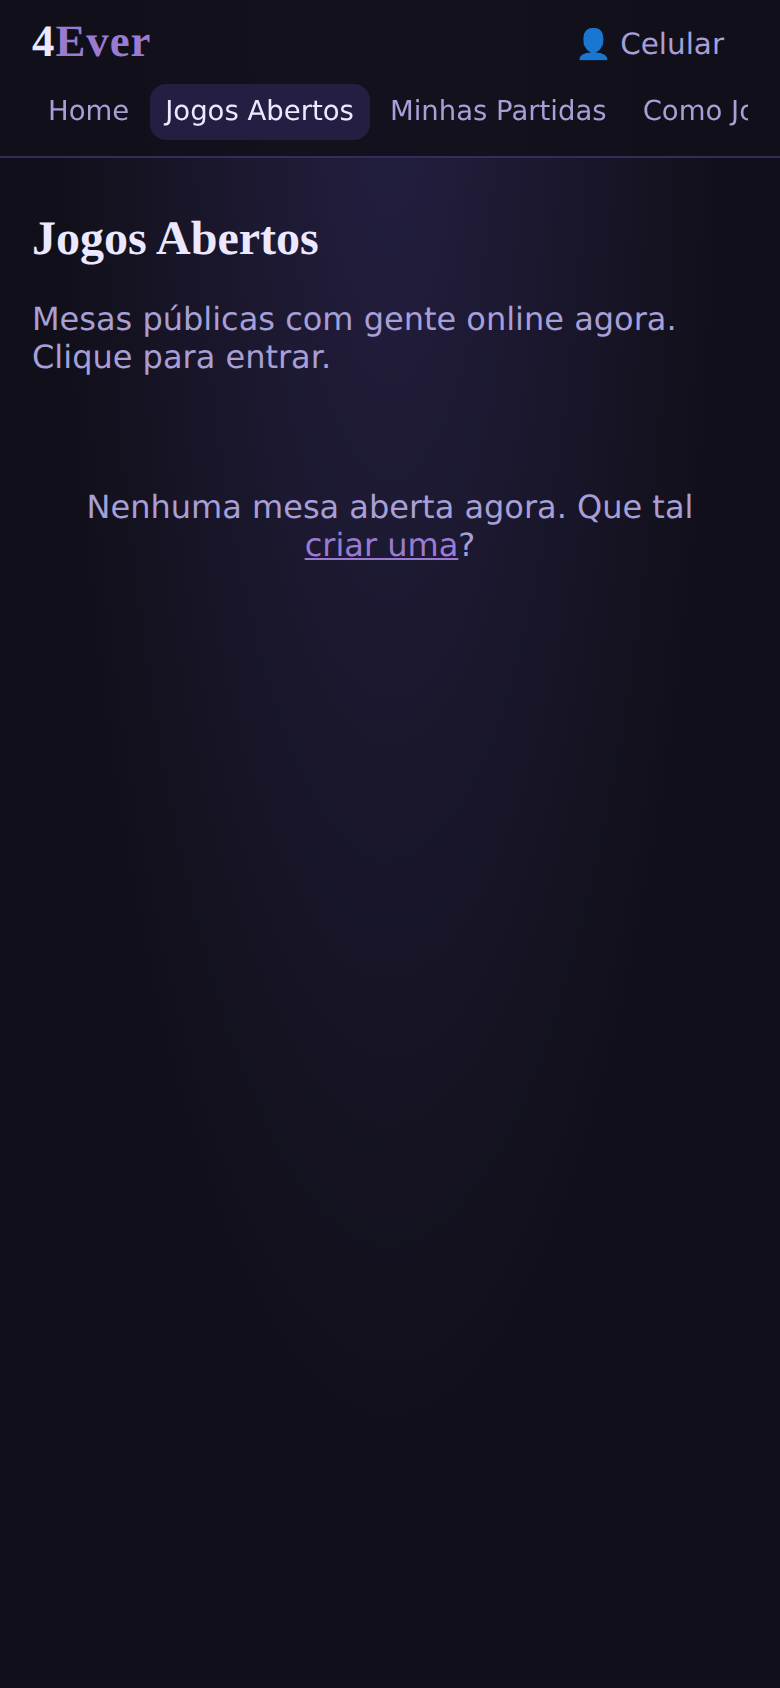 4Ever
👤 Celular
Home Jogos Abertos Minhas Partidas Como
Jogos Abertos
Mesas públicas com gente online agora.
Clique para entrar.
Nenhuma mesa aberta agora. Que tal
criar uma?